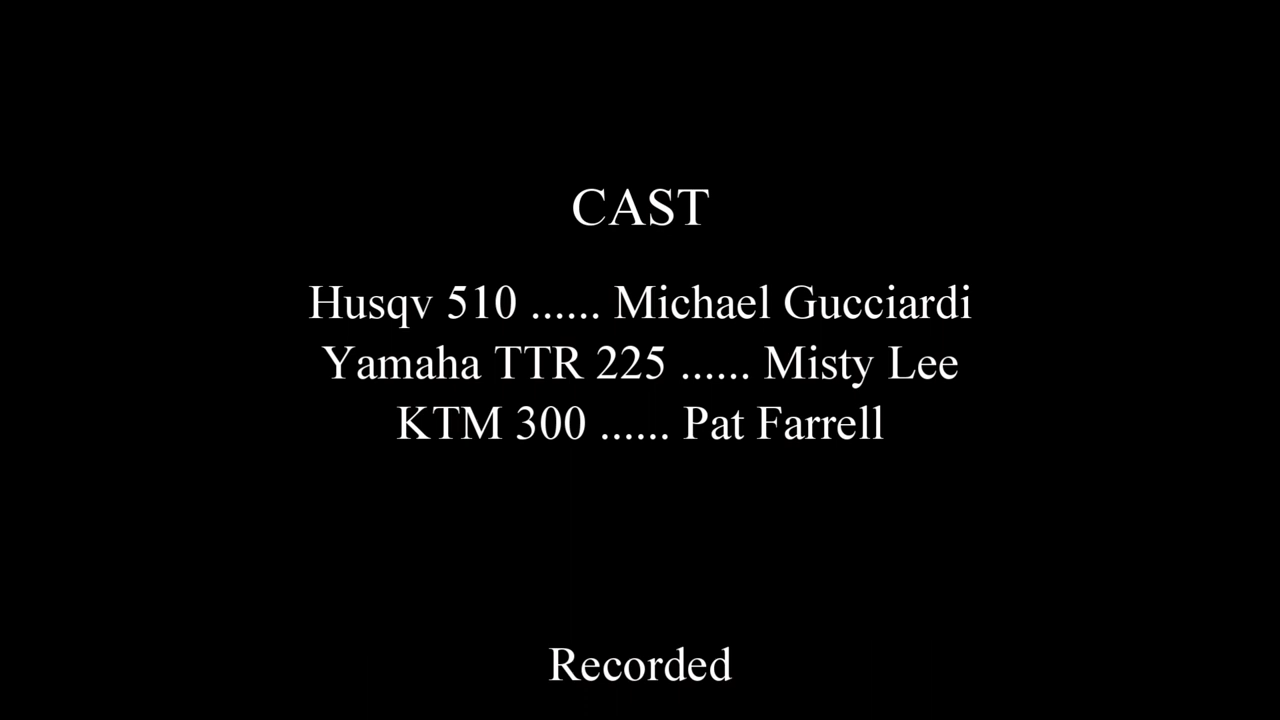 CAST
Husqv 510 ...... Michael Gucciardi
Yamaha TTR 225 ...... Misty Lee
KTM 300 ...... Pat Farrell
Recorded